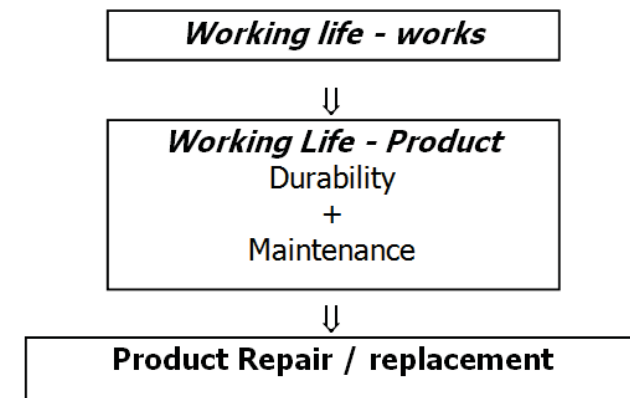 Working life - works
⇓
Working Life - Product
Durability
+
Maintenance
⇓
Product Repair / replacement